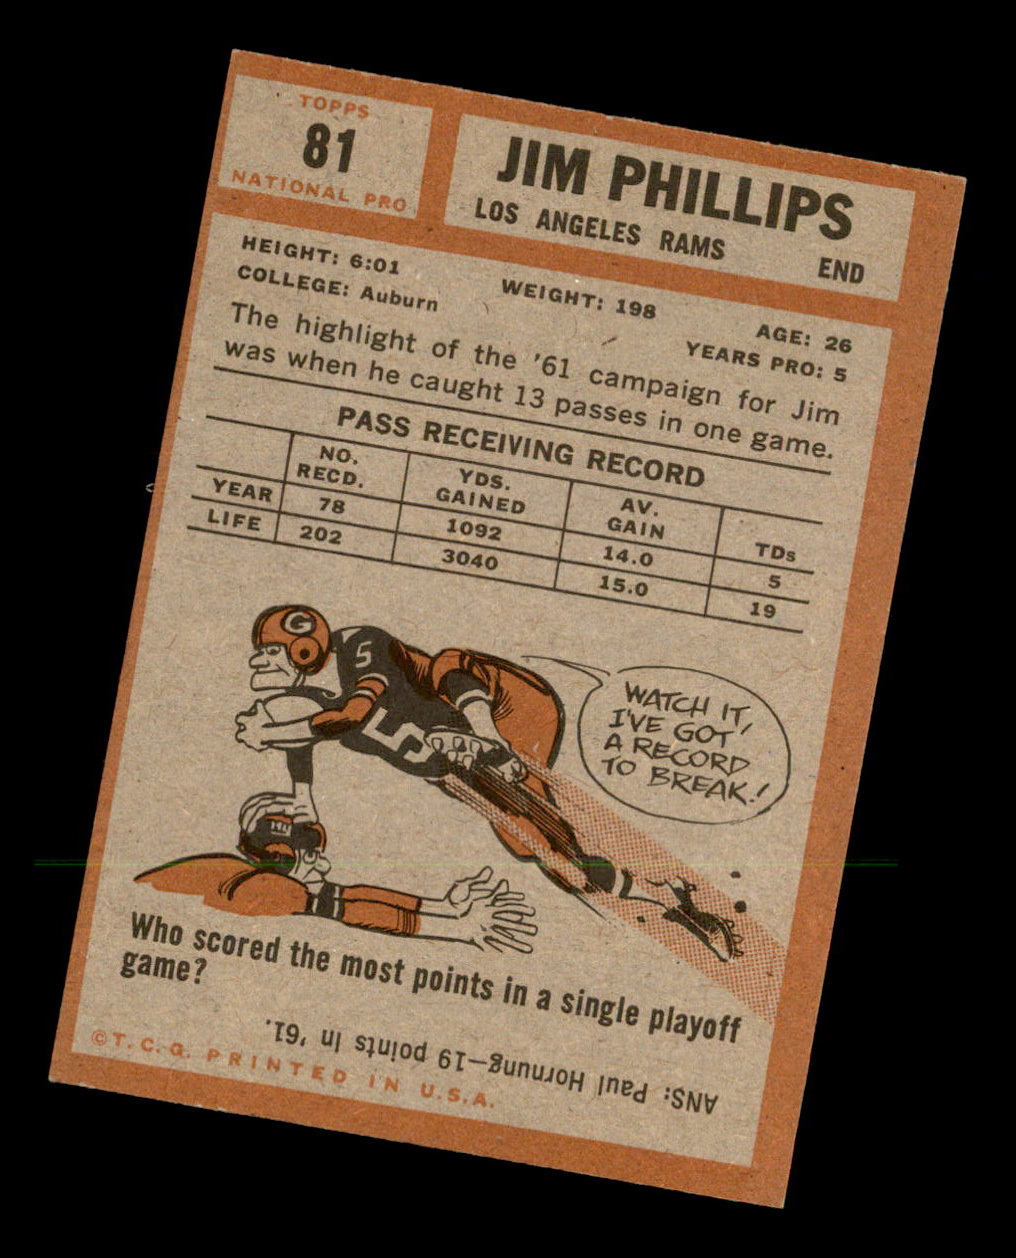 TOPPS
81
NATIONAL PRO
JIM PHILLIPS
LOS ANGELES RAMS END
HEIGHT: 6:01 WEIGHT: 198 AGE: 26
COLLEGE: Auburn YEARS PRO: 5
The highlight of the '61 campaign for Jim
was when he caught 13 passes in one game.
PASS RECEIVING RECORD
NO. RECD. YDS. GAINED AV. GAIN TDs
YEAR 78 1092 14.0 5
LIFE 202 3040 15.0 19
G
5
5
WATCH IT,
I'VE GOT
A RECORD
TO BREAK!
Who scored the most points in a single playoff
game?
ANS: Paul Hornung—19 points in '61.
©T.C.G. PRINTED IN U.S.A.